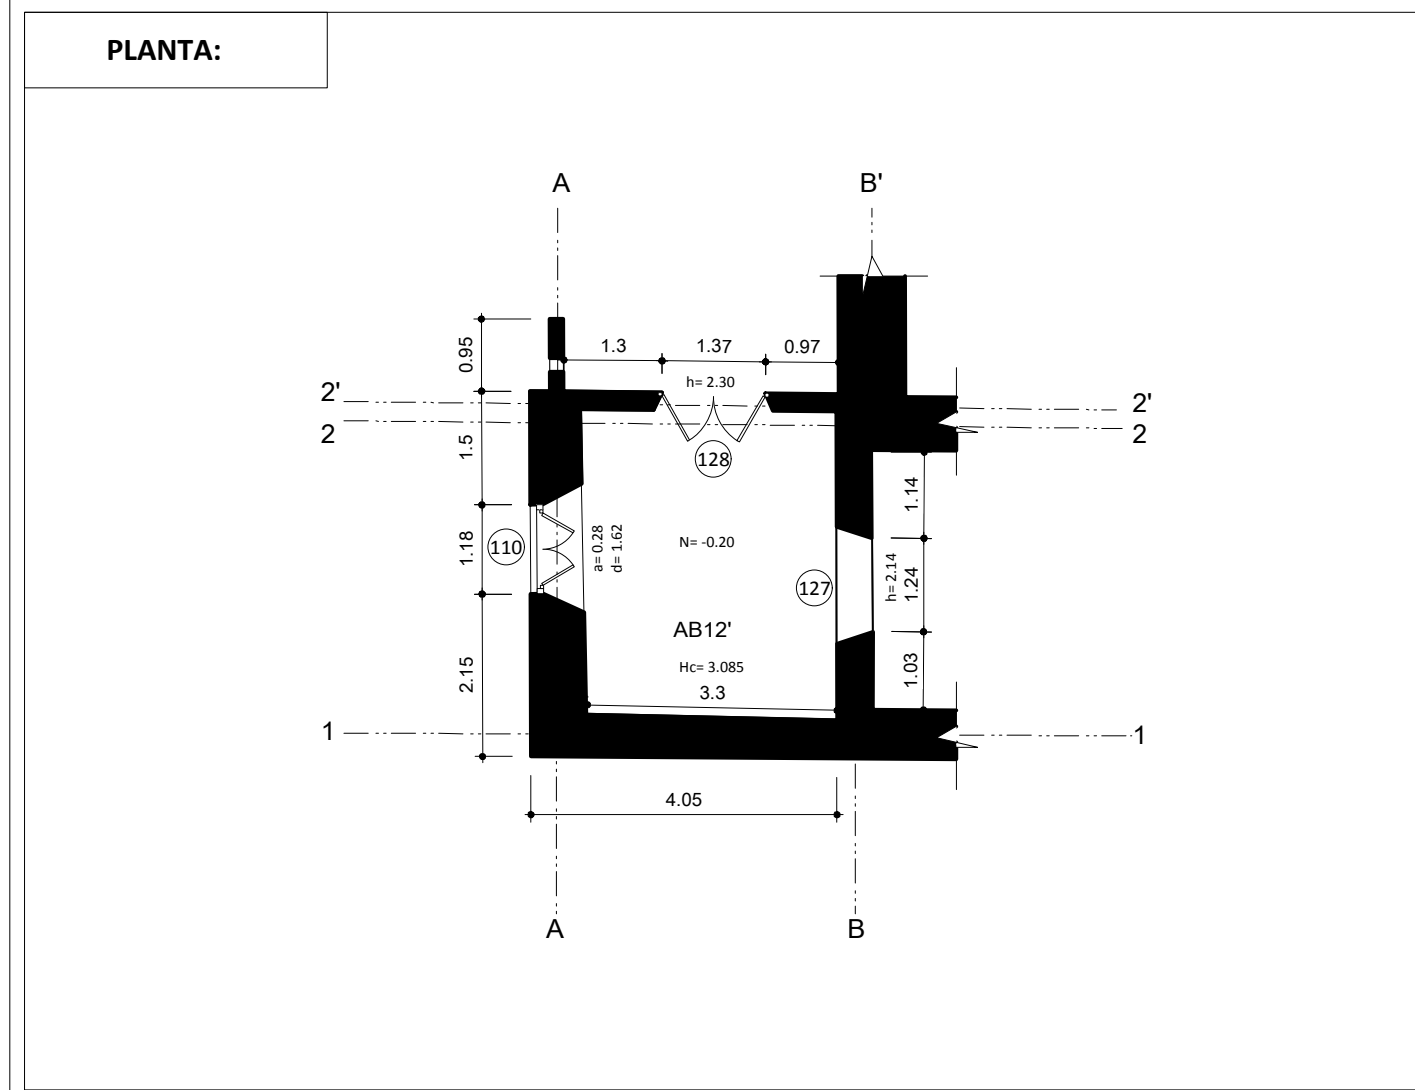 PLANTA:
A
B'
0.95
1.3
1.37
0.97
h= 2.30
2'
2'
2
2
1.5
128
1.14
1.18
110
a= 0.28
d= 1.62
N= -0.20
127
h= 2.14
1.24
AB12'
Hc= 3.085
2.15
3.3
1.03
1
1
4.05
A
B